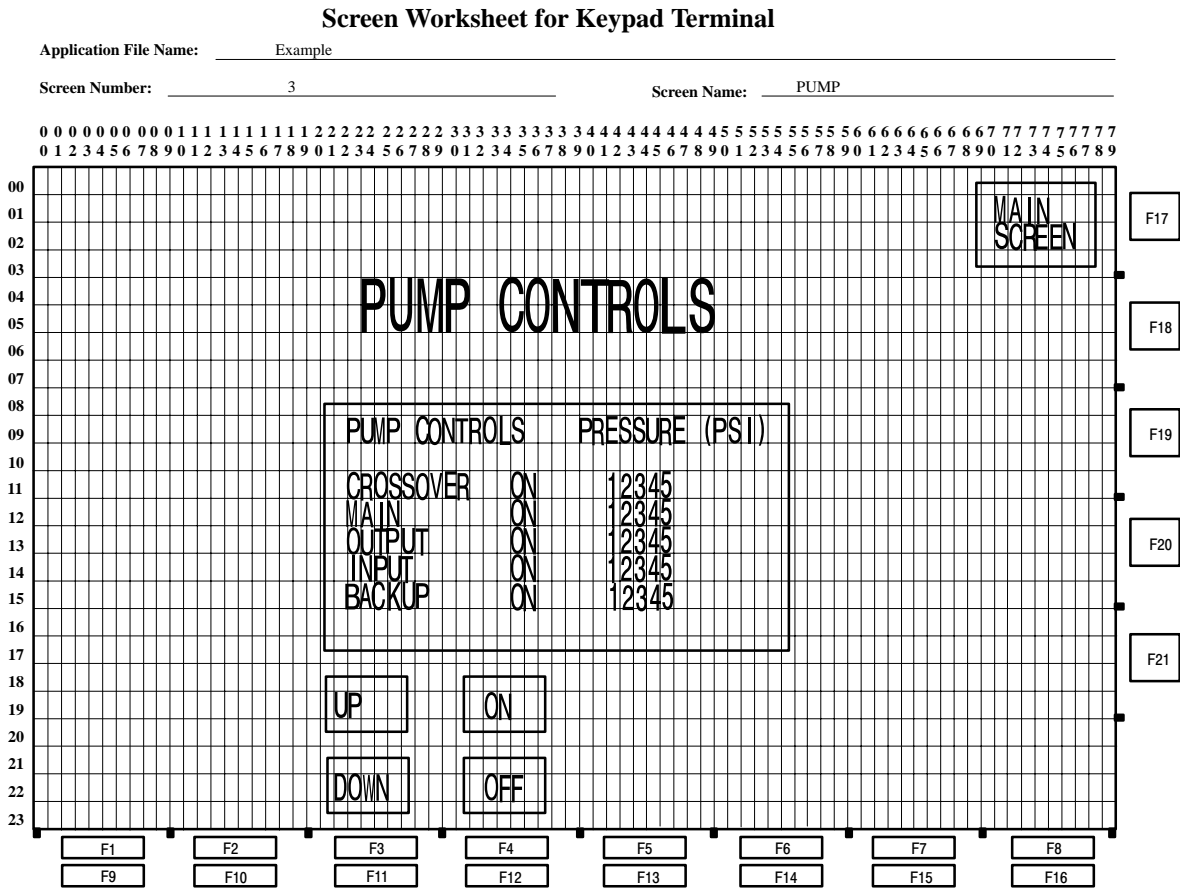 Screen Worksheet for Keypad Terminal
Application File Name: Example
Screen Number: 3 Screen Name: PUMP
0 0 0 0 0 0 0 0 0 0 1 1 1 1 1 1 1 1 1 1 2 2 2 2 2 2 2 2 2 2 3 3 3 3 3 3 3 3 3 3 4 4 4 4 4 4 4 4 4 4 5 5 5 5 5 5 5 5 5 5 6 6 6 6 6 6 6 6 6 6 7 7 7 7 7 7 7 7 7 7
0 1 2 3 4 5 6 7 8 9 0 1 2 3 4 5 6 7 8 9 0 1 2 3 4 5 6 7 8 9 0 1 2 3 4 5 6 7 8 9 0 1 2 3 4 5 6 7 8 9 0 1 2 3 4 5 6 7 8 9 0 1 2 3 4 5 6 7 8 9 0 1 2 3 4 5 6 7 8 9
00
01 MAIN F17
02 SCREEN
03
04 PUMP CONTROLS
05 F18
06
07
08
09 PUMP CONTROLS PRESSURE (PSI) F19
10
11 CROSSOVER ON 12345
12 MAIN ON 12345
13 OUTPUT ON 12345 F20
14 INPUT ON 12345
15 BACKUP ON 12345
16
17 F21
18
19 UP ON
20
21
22 DOWN OFF
23
F1 F2 F3 F4 F5 F6 F7 F8
F9 F10 F11 F12 F13 F14 F15 F16